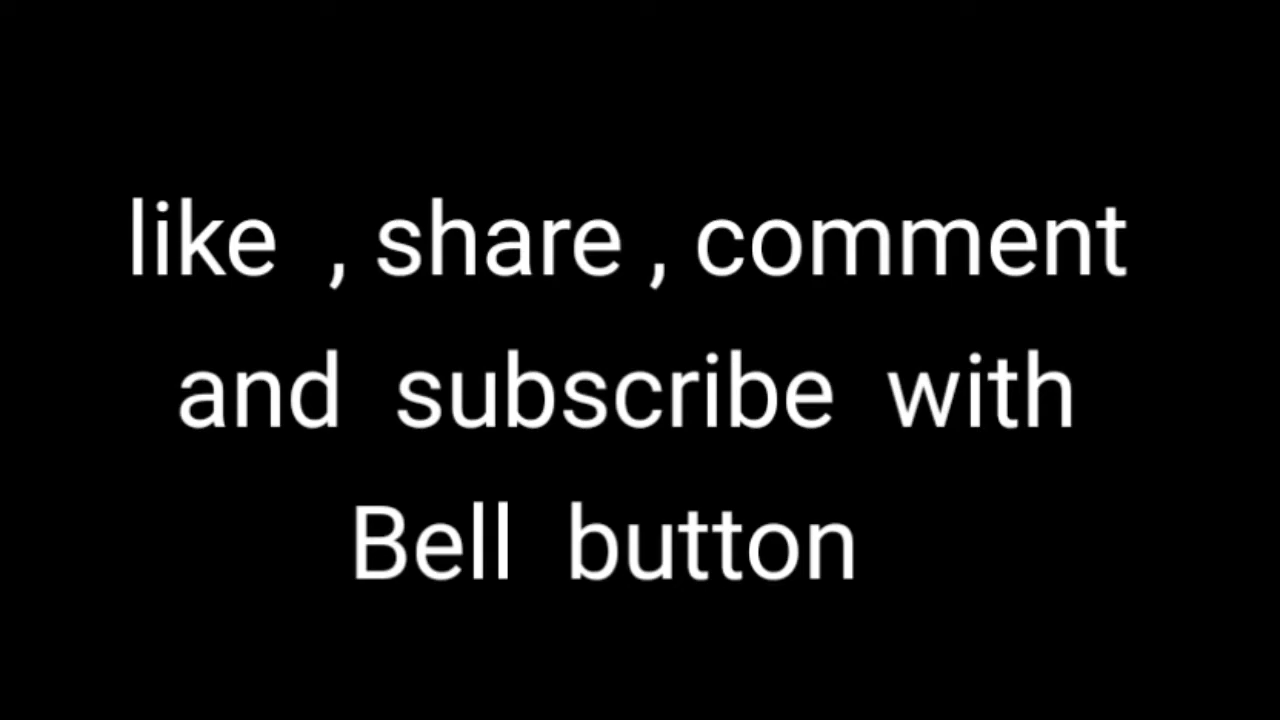 like , share , comment
and subscribe with
Bell button